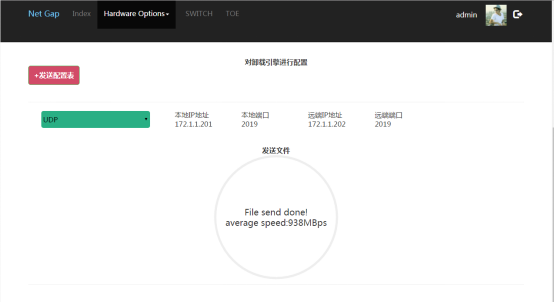 Net Gap Index Hardware Options SWITCH TOE admin
对卸载引擎进行配置
+发送配置表
UDP
本地IP地址 本地端口 远端IP地址 远端端口
172.1.1.201 2019 172.1.1.202 2019
发送文件
File send done!
average speed:938MBps